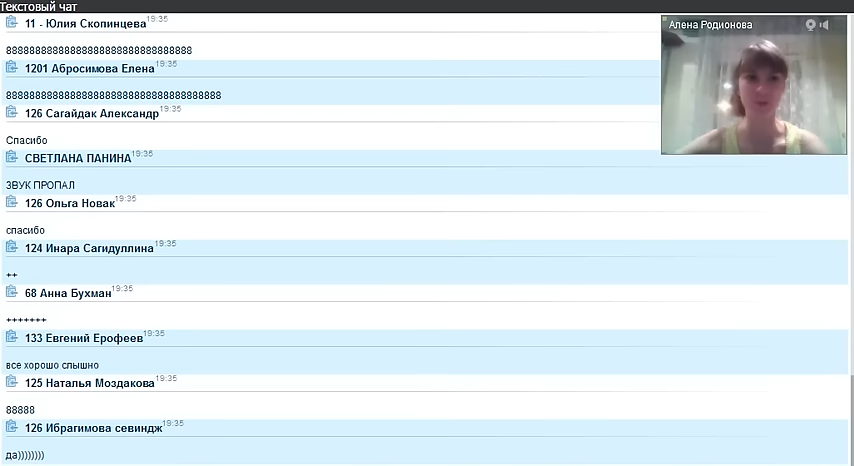 Текстовый чат
Алена Родионова
11 - Юлия Скопинцева 19:35
88888888888888888888888888888888
1201 Абросимова Елена 19:35
8888888888888888888888888888888888888
126 Сагайдак Александр 19:35
Спасибо
СВЕТЛАНА ПАНИНА 19:35
ЗВУК ПРОПАЛ
126 Ольга Новак 19:35
спасибо
124 Инара Сагидуллина 19:35
++
68 Анна Бухман 19:35
+++++++
133 Евгений Ерофеев 19:35
все хорошо слышно
125 Наталья Моздакова 19:35
88888
126 Ибрагимова севиндж 19:35
да))))))))